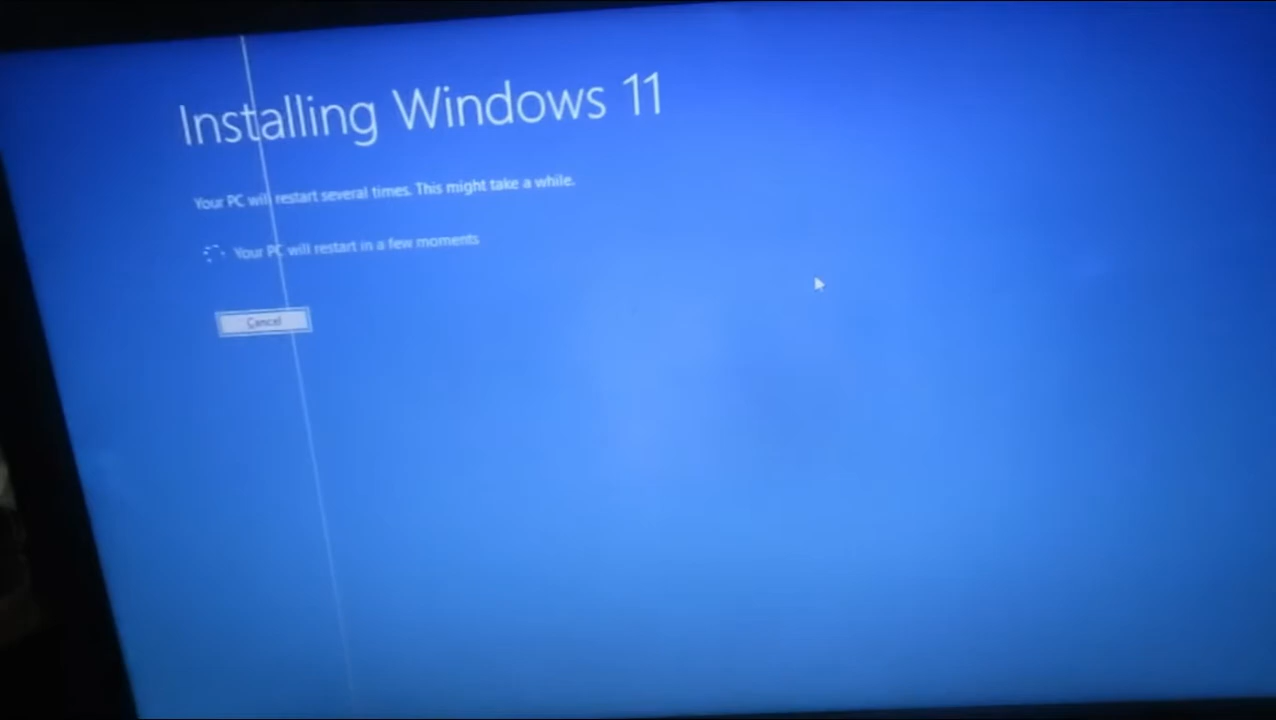 Installing Windows 11
Your PC will restart several times. This might take a while.
Your PC will restart in a few moments
Cancel